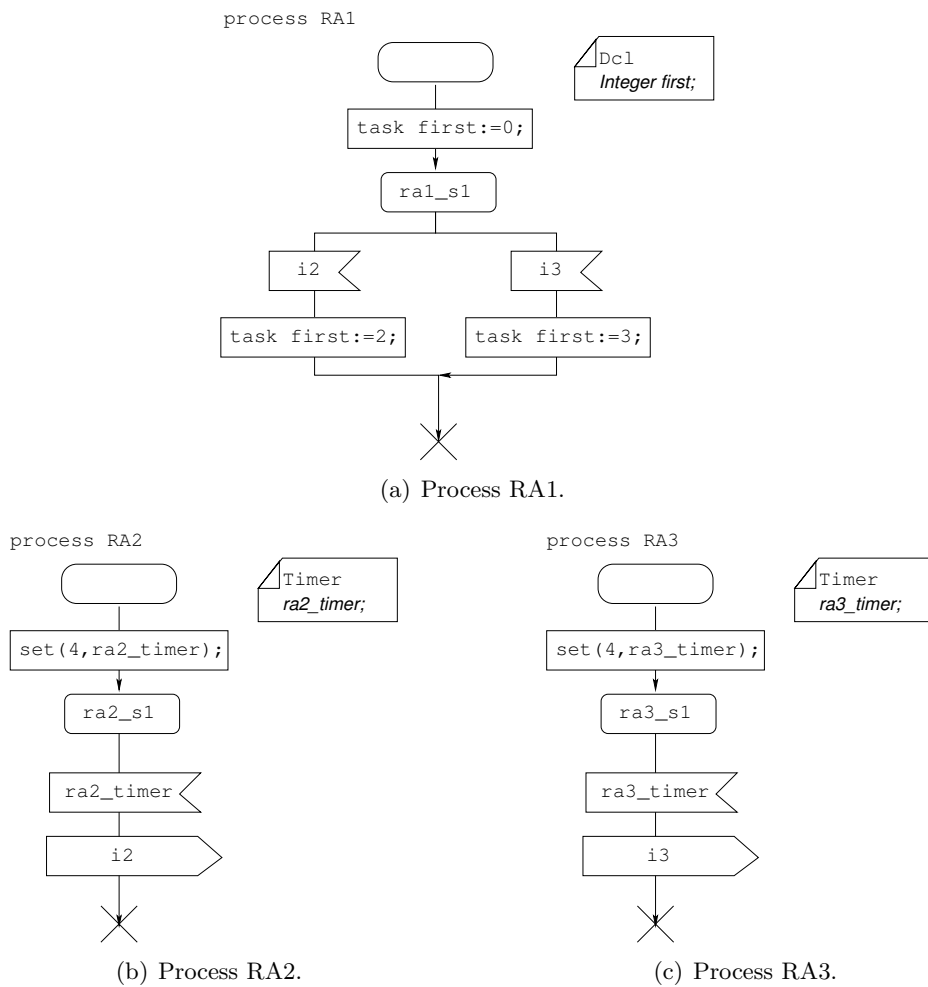 process RA1
Dcl
Integer first;
task first:=0;
ra1_s1
i2
i3
task first:=2;
task first:=3;
(a) Process RA1.
process RA2
Timer
ra2_timer;
set(4,ra2_timer);
ra2_s1
ra2_timer
i2
(b) Process RA2.
process RA3
Timer
ra3_timer;
set(4,ra3_timer);
ra3_s1
ra3_timer
i3
(c) Process RA3.